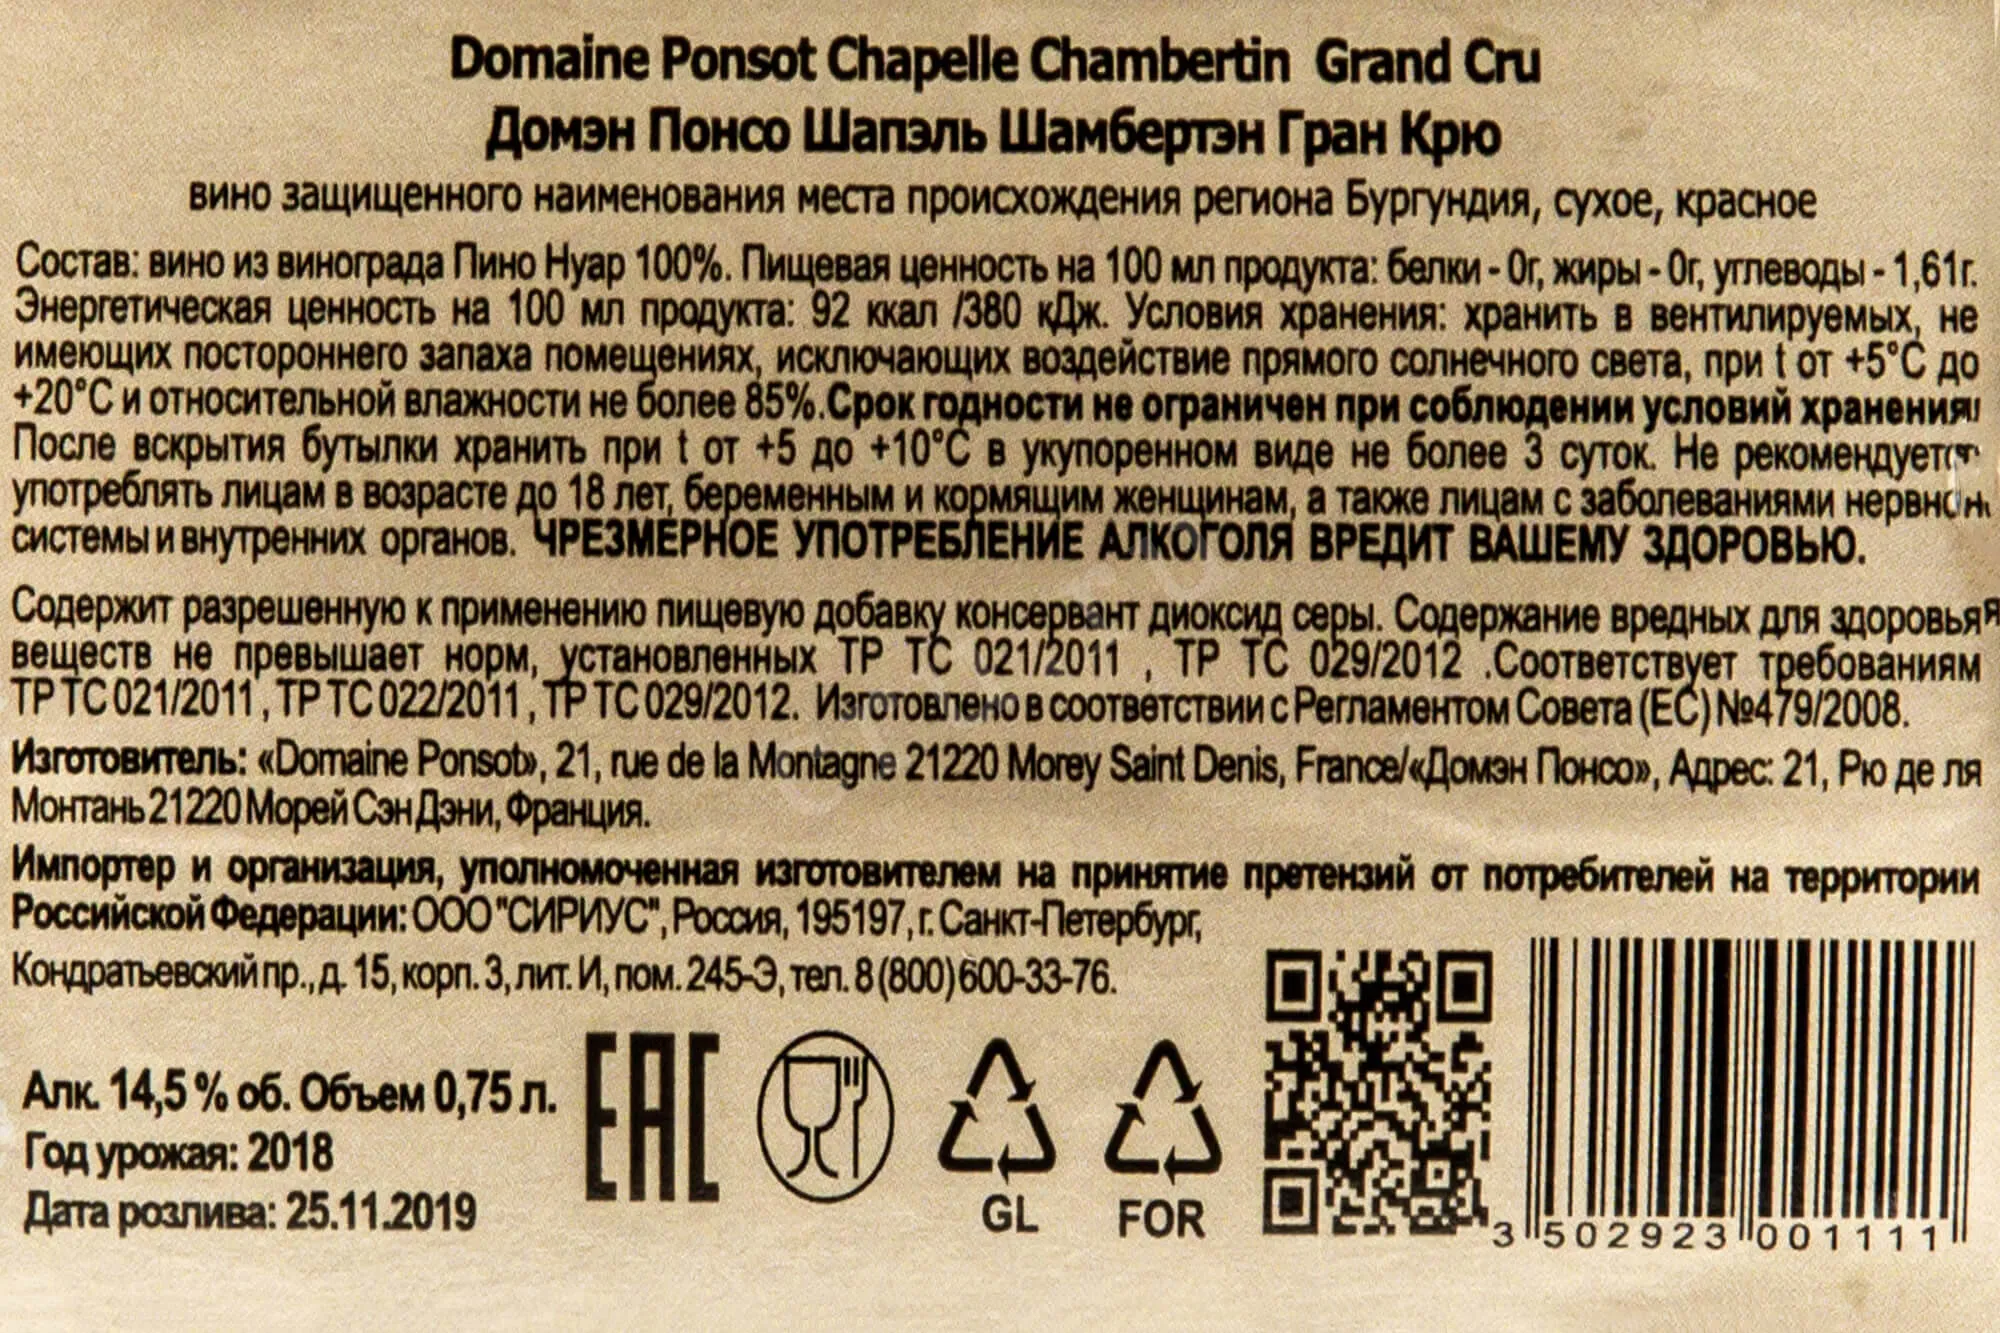 Domaine Ponsot Chapelle Chambertin Grand Cru
Домэн Понсо Шапэль Шамбертэн Гран Крю
вино защищенного наименования места происхождения региона Бургундия, сухое, красное
Состав: вино из винограда Пино Нуар 100%. Пищевая ценность на 100 мл продукта: белки - 0г, жиры - 0г, углеводы - 1,61г.
Энергетическая ценность на 100 мл продукта: 92 ккал /380 кДж. Условия хранения: хранить в вентилируемых, не
имеющих постороннего запаха помещениях, исключающих воздействие прямого солнечного света, при t от +5°C до
+20°C и относительной влажности не более 85%.Срок годности не ограничен при соблюдении условий хранения
После вскрытия бутылки хранить при t от +5 до +10°C в укупоренном виде не более 3 суток. Не рекомендуется
употреблять лицам в возрасте до 18 лет, беременным и кормящим женщинам, а также лицам с заболеваниями нервной
системы и внутренних органов. ЧРЕЗМЕРНОЕ УПОТРЕБЛЕНИЕ АЛКОГОЛЯ ВРЕДИТ ВАШЕМУ ЗДОРОВЬЮ.
Содержит разрешенную к применению пищевую добавку консервант диоксид серы. Содержание вредных для здоровья
веществ не превышает норм, установленных ТР ТС 021/2011 , ТР ТС 029/2012 .Соответствует требованиям
ТР ТС 021/2011 , ТР ТС 022/2011 , ТР ТС 029/2012. Изготовлено в соответствии с Регламентом Совета (ЕС) №479/2008.
Изготовитель: «Domaine Ponsot», 21, rue de la Montagne 21220 Morey Saint Denis, France/«Домэн Понсо», Адрес: 21, Рю де ля
Монтань 21220 Морей Сэн Дэни, Франция.
Импортер и организация, уполномоченная изготовителем на принятие претензий от потребителей на территории
Российской Федерации: ООО "СИРИУС", Россия, 195197, г. Санкт-Петербург,
Кондратьевский пр., д. 15, корп. 3, лит. И, пом. 245-Э, тел. 8 (800) 600-33-76.
Алк. 14,5 % об. Объем 0,75 л.
Год урожая: 2018
Дата розлива: 25.11.2019
EAC
GL
FOR
3 502923 001111